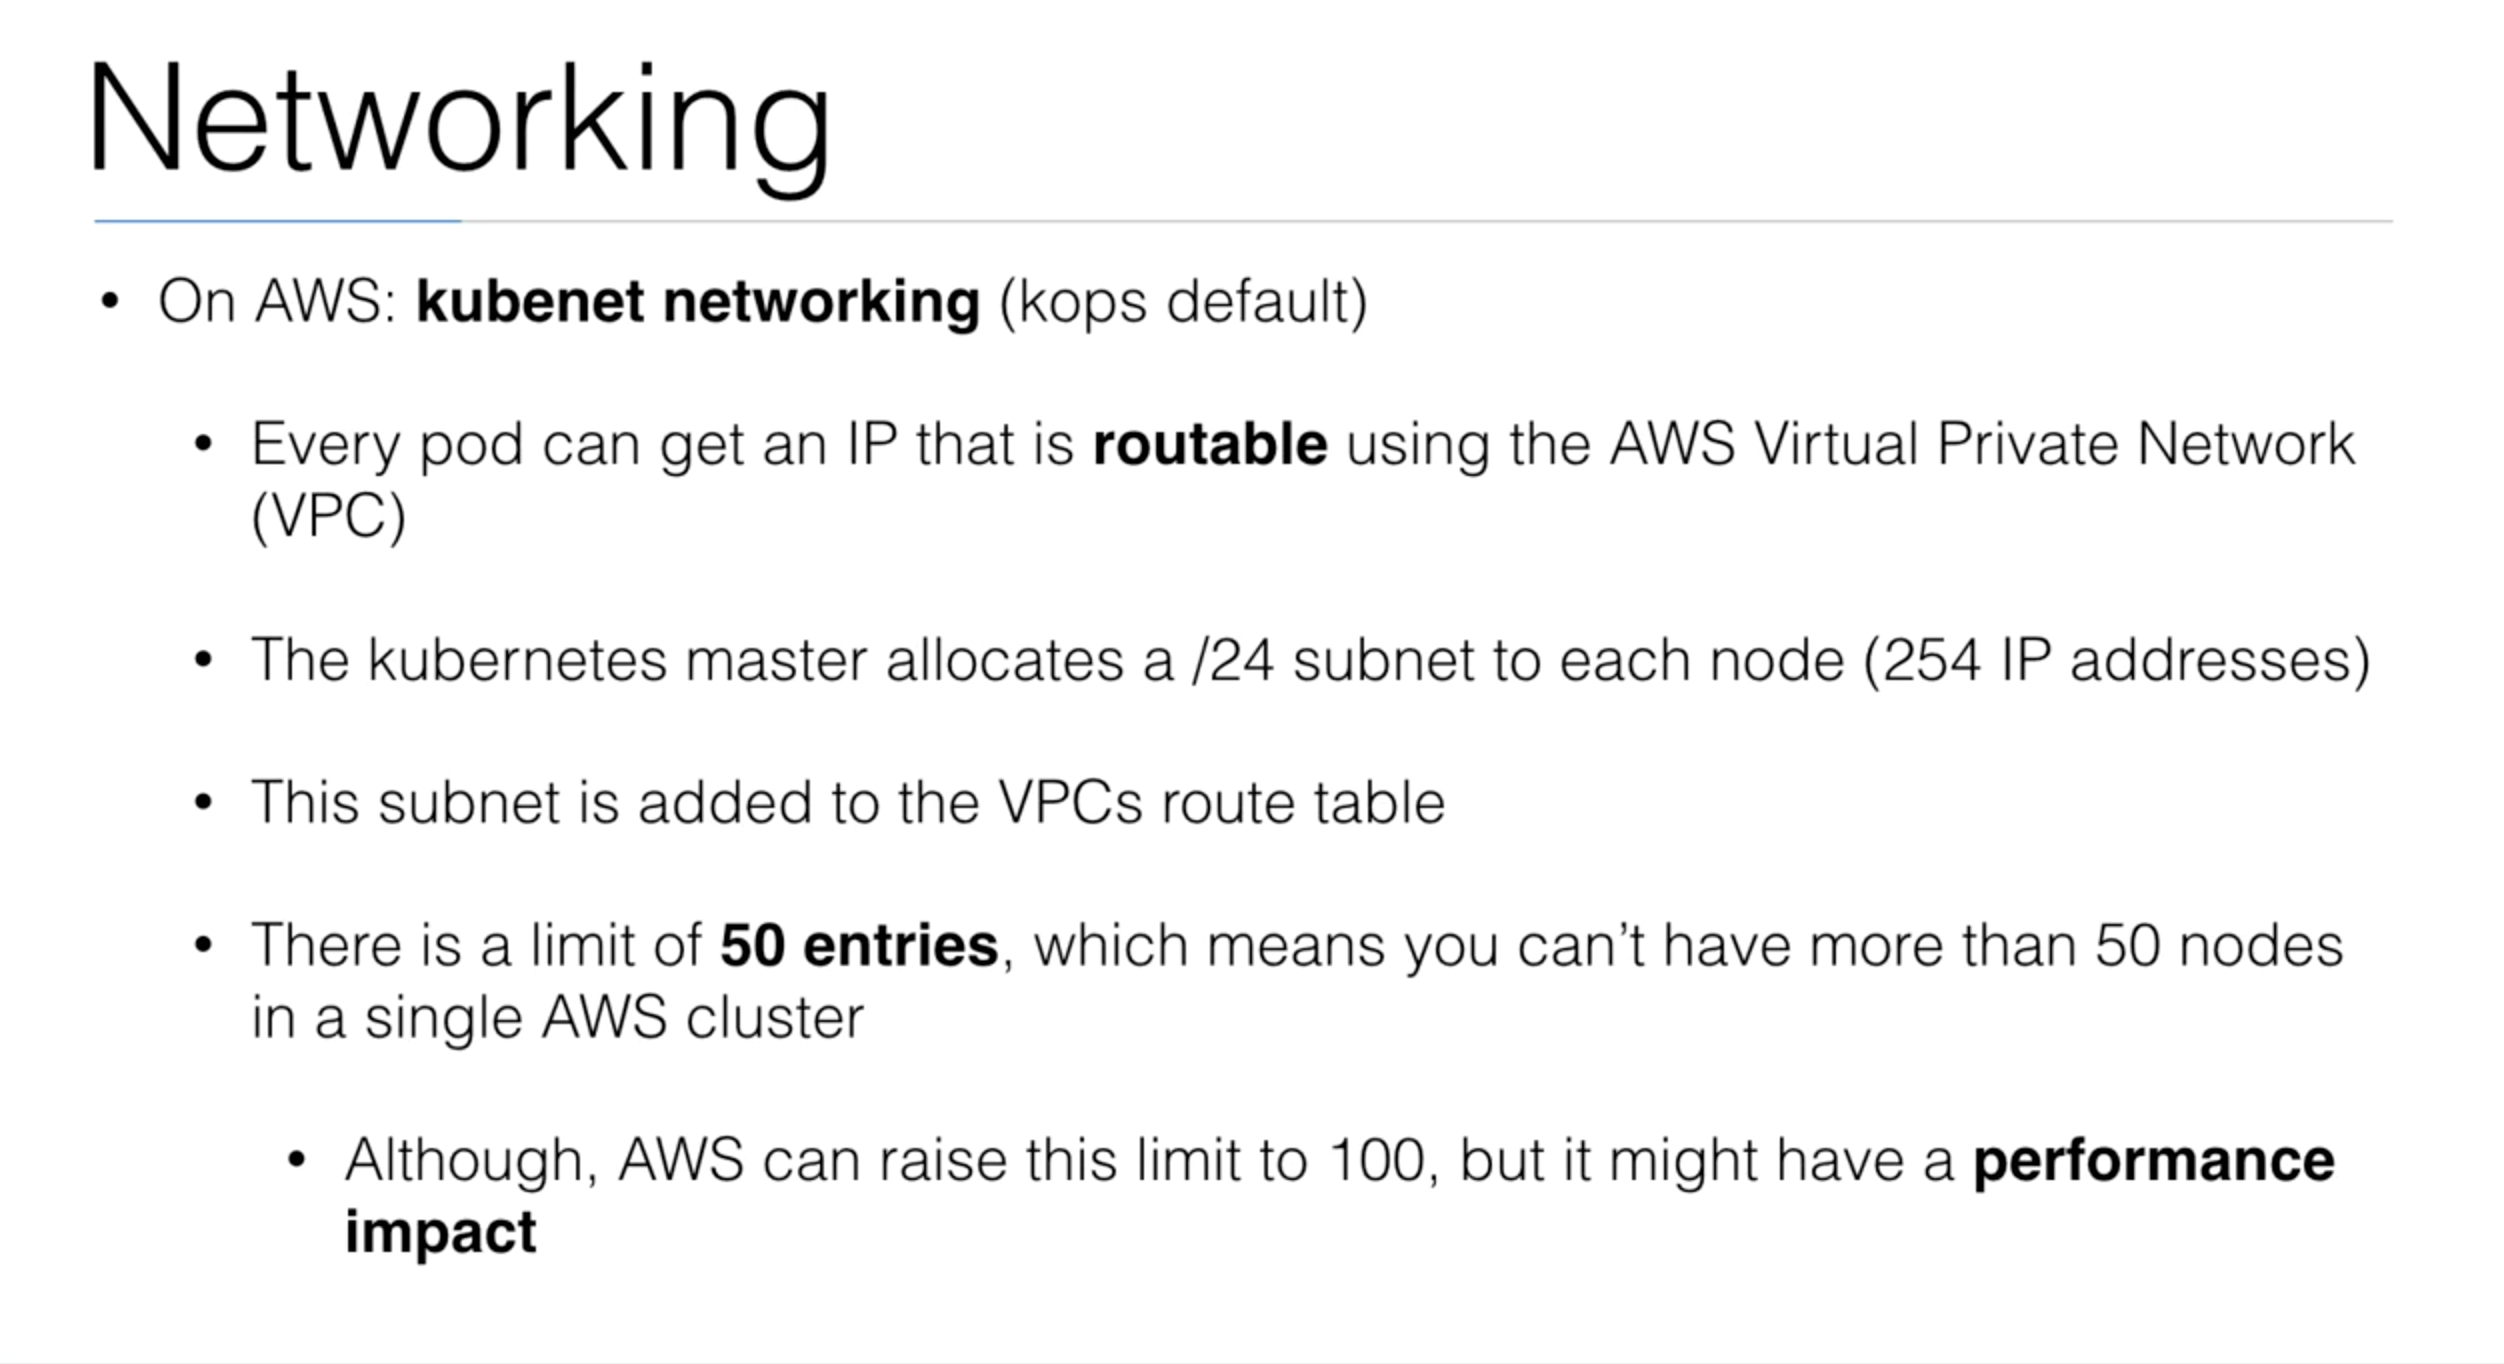 Networking
• On AWS: kubenet networking (kops default)
• Every pod can get an IP that is routable using the AWS Virtual Private Network
(VPC)
• The kubernetes master allocates a /24 subnet to each node (254 IP addresses)
• This subnet is added to the VPCs route table
• There is a limit of 50 entries, which means you can’t have more than 50 nodes
in a single AWS cluster
• Although, AWS can raise this limit to 100, but it might have a performance
impact